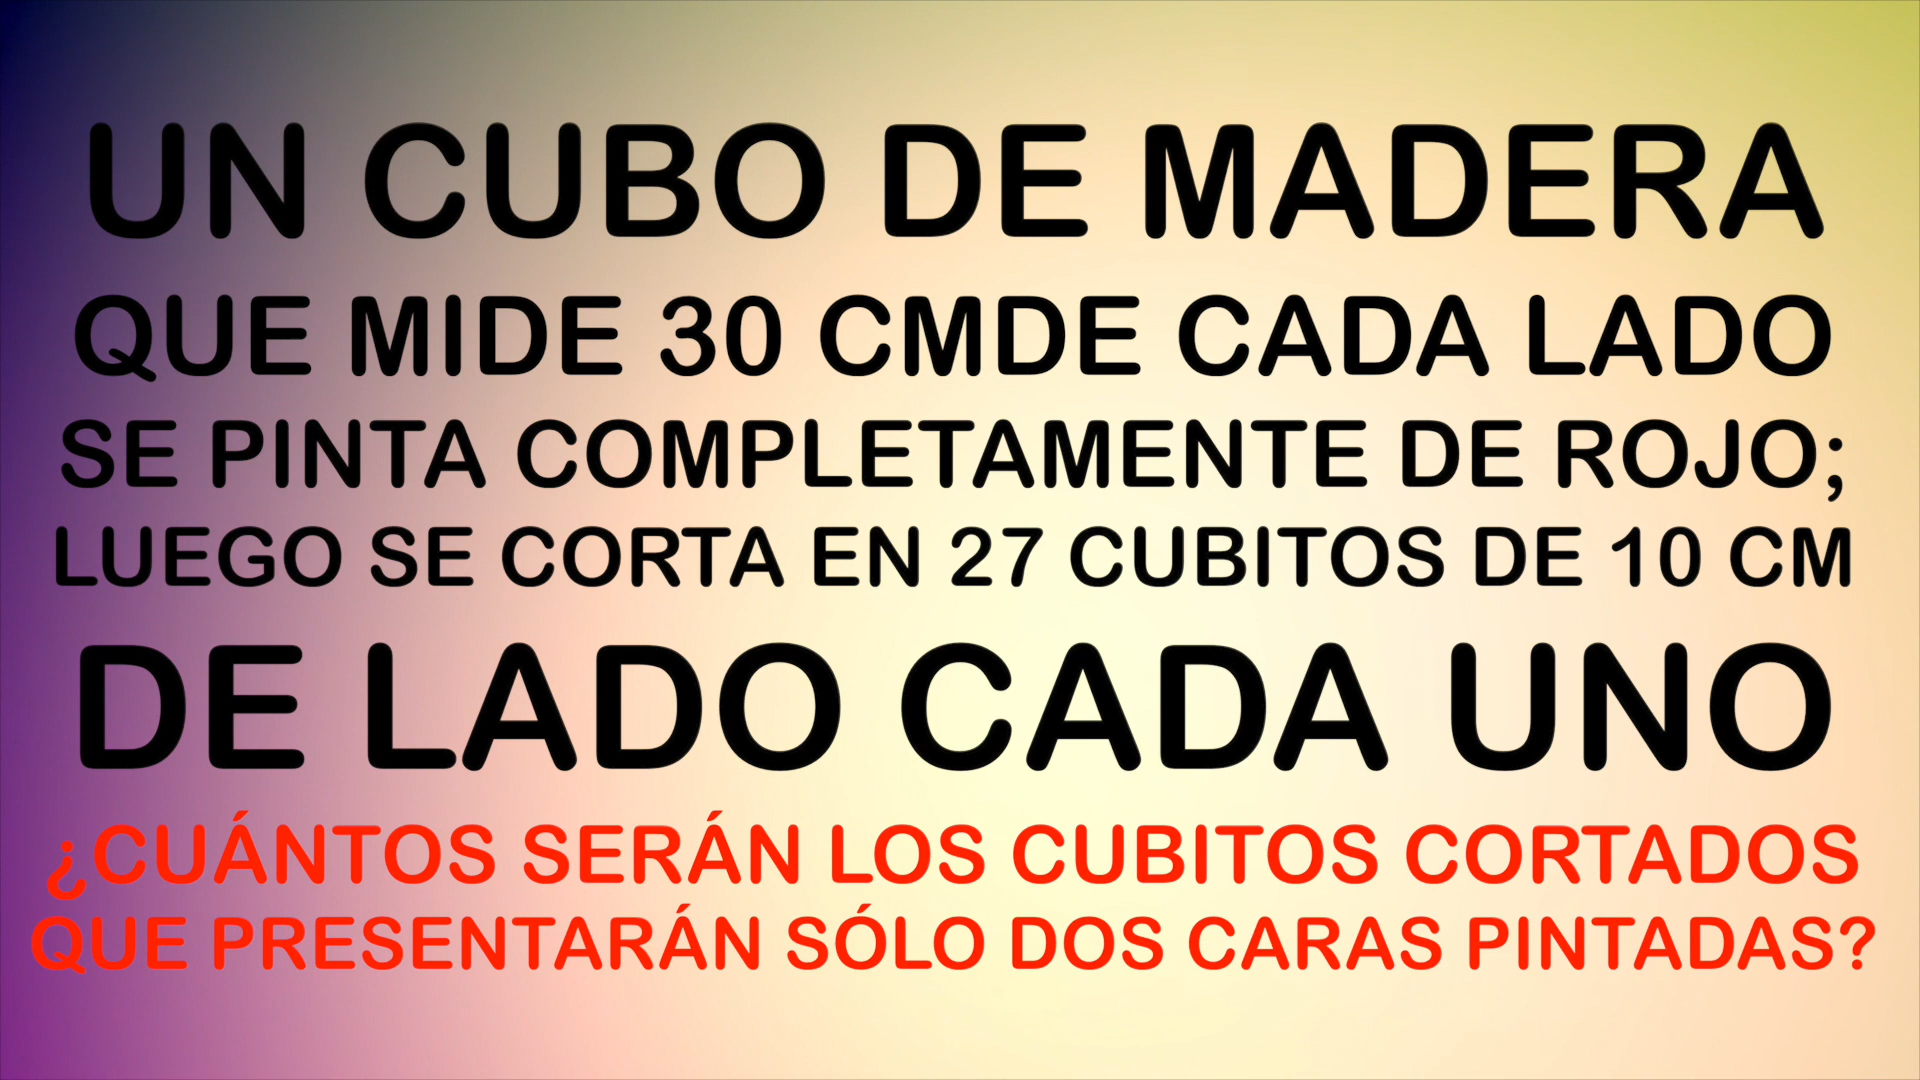 UN CUBO DE MADERA
QUE MIDE 30 CMDE CADA LADO
SE PINTA COMPLETAMENTE DE ROJO;
LUEGO SE CORTA EN 27 CUBITOS DE 10 CM
DE LADO CADA UNO
¿CUÁNTOS SERÁN LOS CUBITOS CORTADOS
QUE PRESENTARÁN SÓLO DOS CARAS PINTADAS?